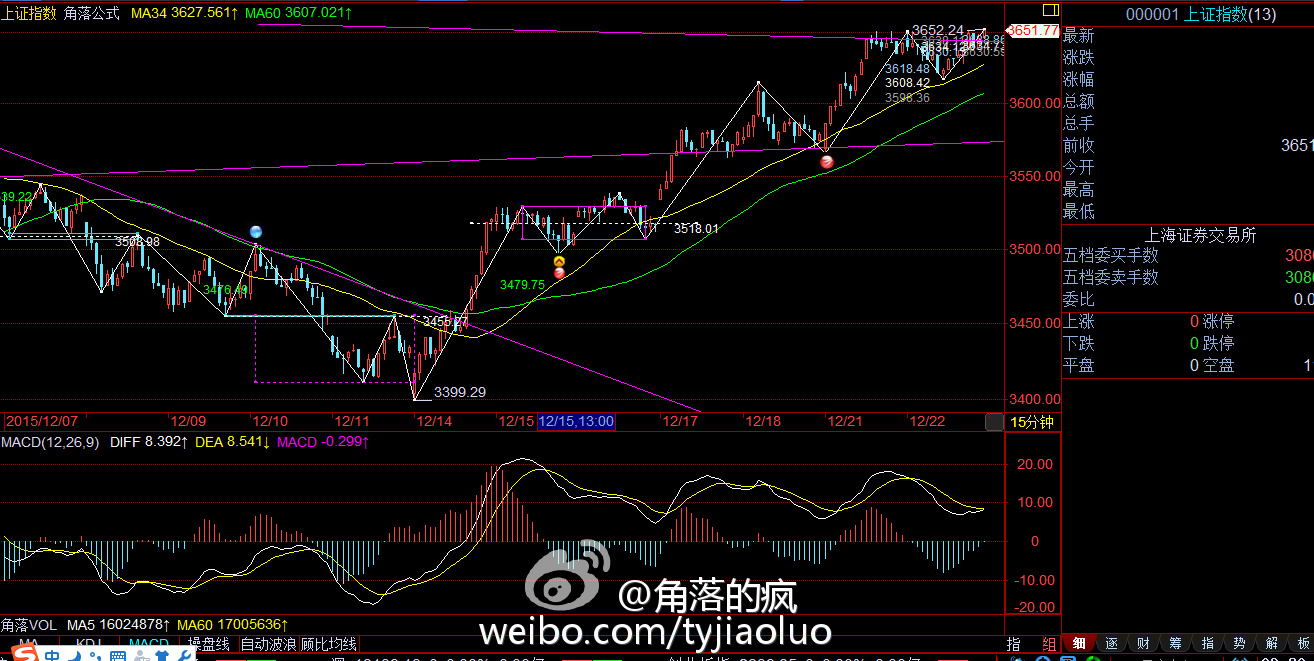 上证指数 角落公式 MA34 3627.561↑ MA60 3607.021↑
000001 上证指数(13)
3652.24
3651.77
3618.48
3608.42
3598.36
3600.00
3550.00
3500.00
3450.00
3400.00
39.22
3508.98
3518.01
3479.75
3399.29
最新
涨跌
涨幅
总额
总手
前收 3651
今开
最高
最低
上海证券交易所
五档委买手数 308
五档委卖手数 308
委比 0.0
上涨 0 涨停
下跌 0 跌停
平盘 0 空盘 1
2015/12/07 12/09 12/10 12/11 12/14 12/15 12/15,13:00 12/17 12/18 12/21 12/22 15分钟
MACD(12,26,9) DIFF 8.392↑ DEA 8.541↓ MACD -0.299↑
20.00
10.00
0
-10.00
-20.00
@角落的疯
weibo.com/tyjiaoluo
角落VOL MA5 16024878↑ MA60 17005636↑
MA KDJ MACD 操盘线 自动波浪 顾比均线 指 组 细 逐 财 筹 指 势 解 板
中